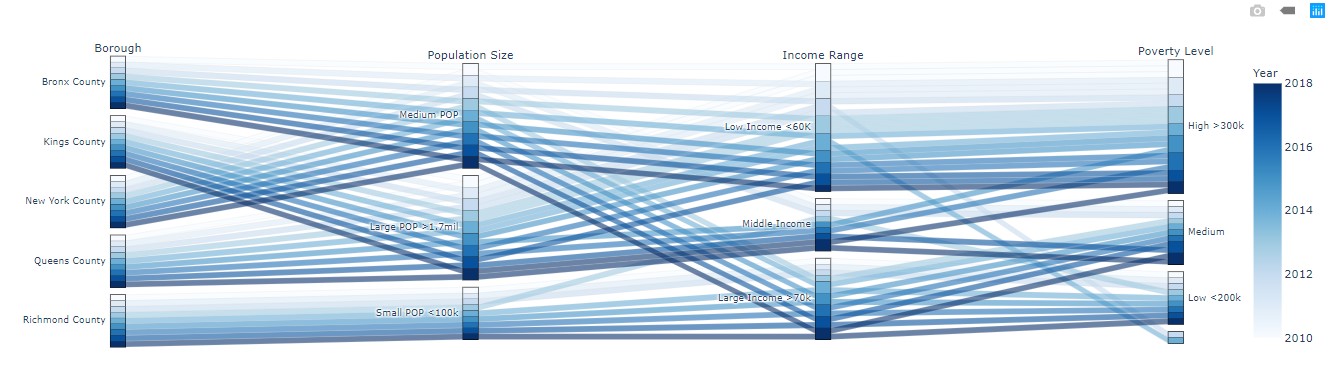 Borough
Population Size
Income Range
Poverty Level
Year
Bronx County
Kings County
New York County
Queens County
Richmond County
Medium POP
Large POP >1.7mil
Small POP <100k
Low Income <60K
Middle Income
Large Income >70k
High >300k
Medium
Low <200k
2018
2016
2014
2012
2010